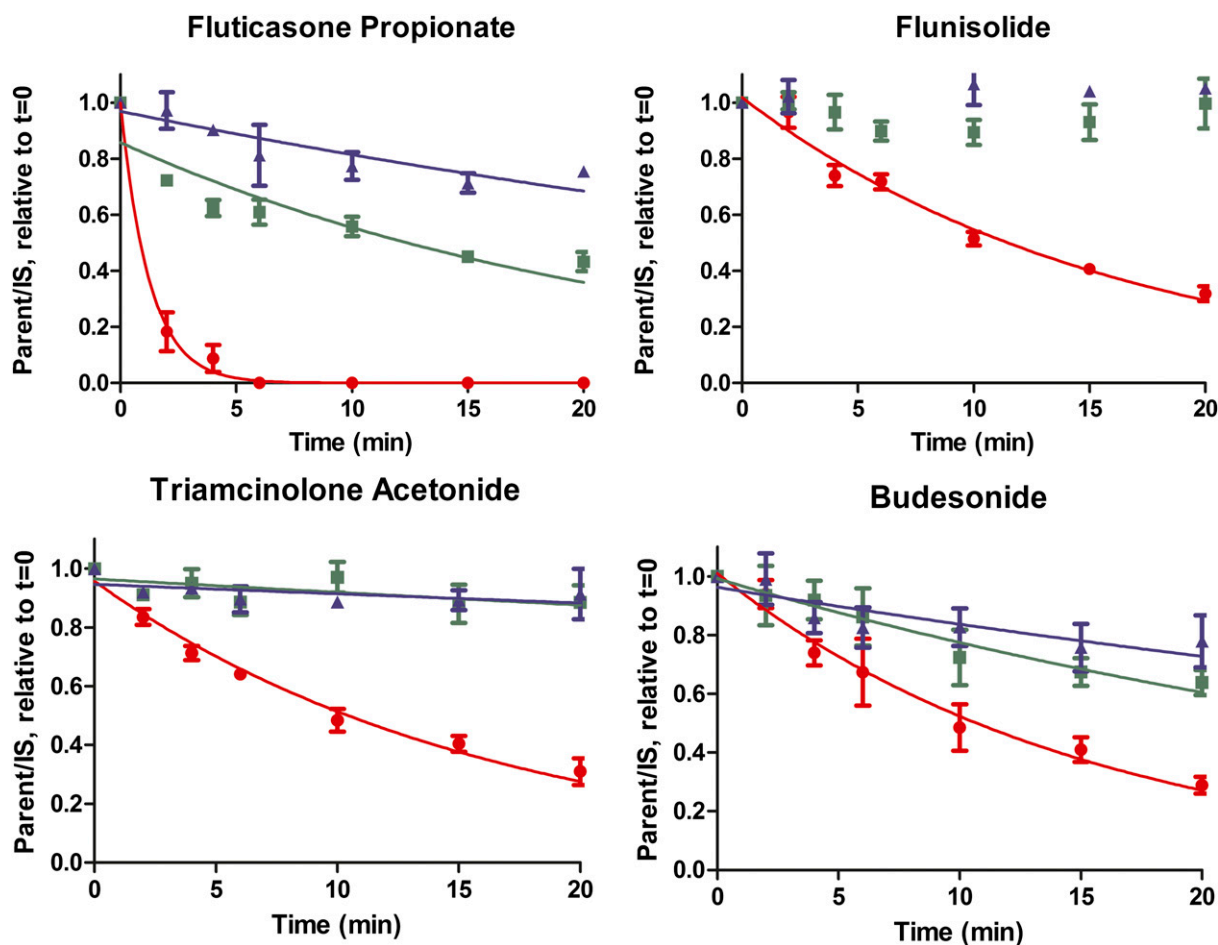 Fluticasone Propionate
Parent/IS, relative to t=0
1.0
0.8
0.6
0.4
0.2
0.0
0 5 10 15 20
Time (min)
Flunisolide
Parent/IS, relative to t=0
1.0
0.8
0.6
0.4
0.2
0.0
0 5 10 15 20
Time (min)
Triamcinolone Acetonide
Parent/IS, relative to t=0
1.0
0.8
0.6
0.4
0.2
0.0
0 5 10 15 20
Time (min)
Budesonide
Parent/IS, relative to t=0
1.0
0.8
0.6
0.4
0.2
0.0
0 5 10 15 20
Time (min)